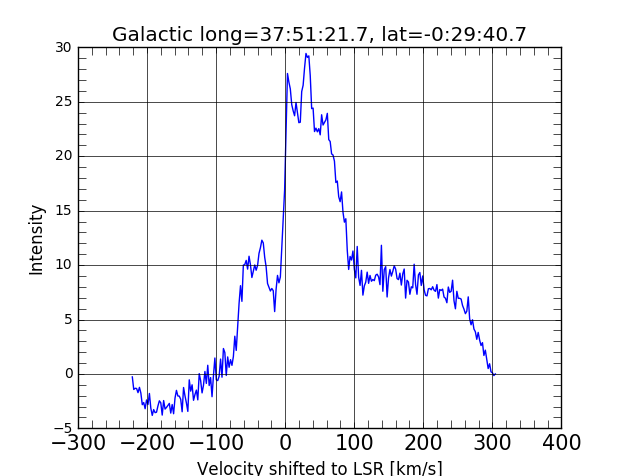 Galactic long=37:51:21.7, lat=-0:29:40.7
30
25
20
15
10
5
0
−5
Intensity
−300 −200 −100 0 100 200 300 400
Velocity shifted to LSR [km/s]